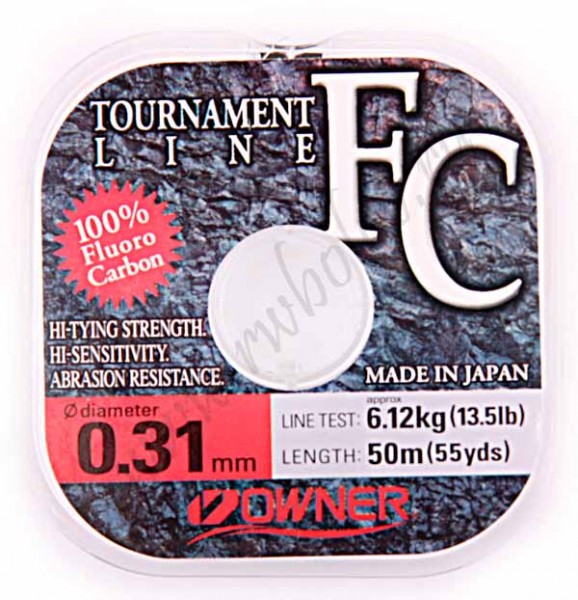 TOURNAMENT
LINE
FC
100%
Fluoro
Carbon
HI-TYING STRENGTH.
HI-SENSITIVITY.
ABRASION RESISTANCE.
MADE IN JAPAN
Ø diameter
0.31mm
approx
LINE TEST: 6.12kg (13.5lb)
LENGTH: 50m (55yds)
OWNER